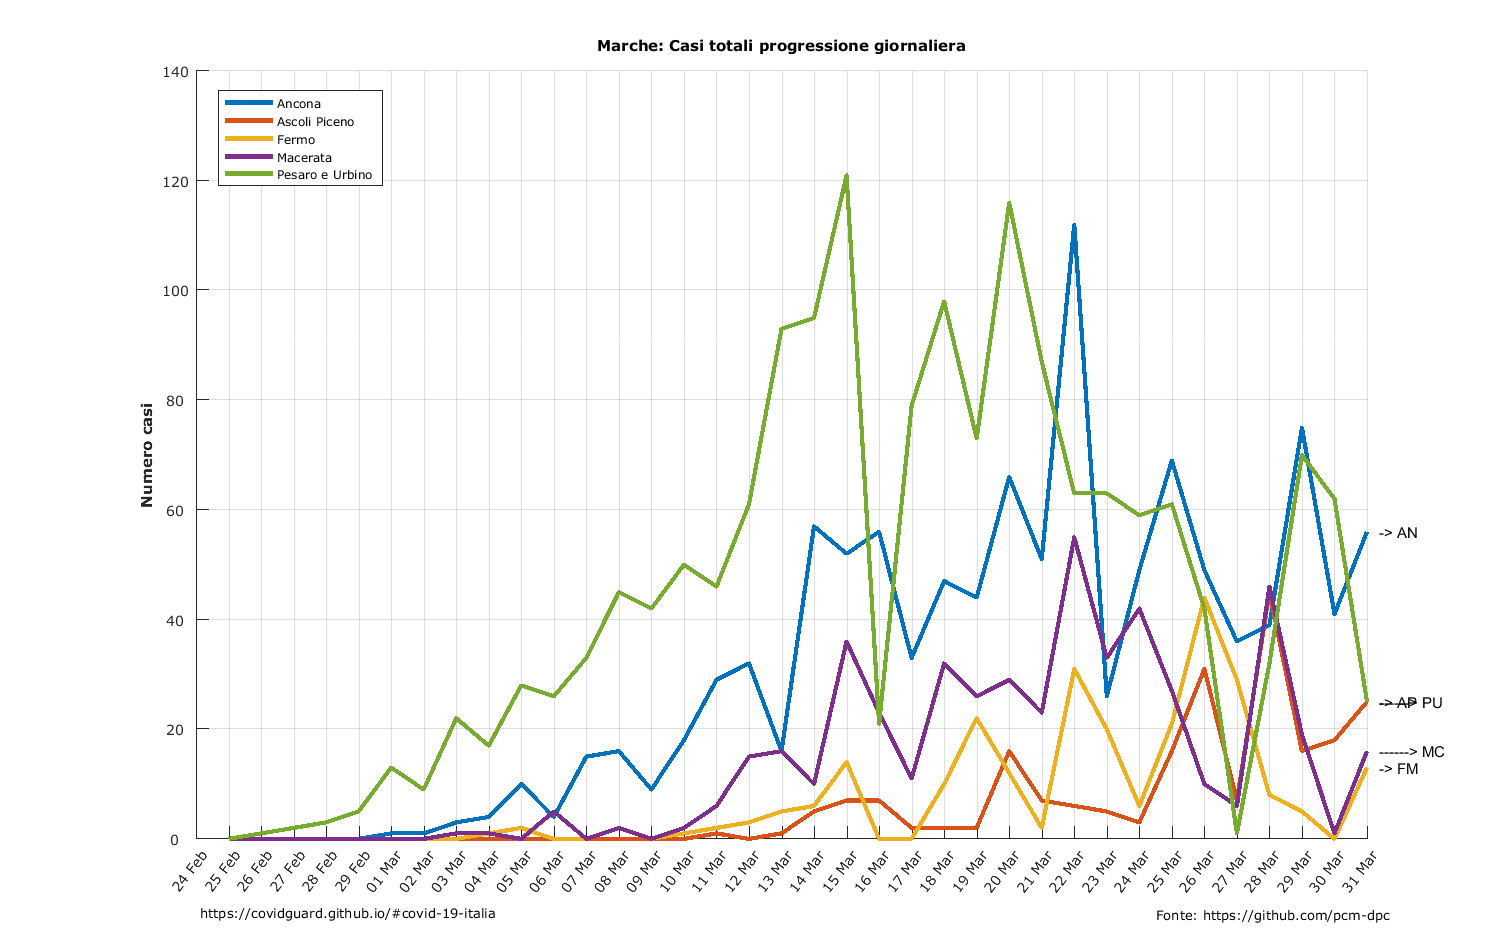 Marche: Casi totali progressione giornaliera
Numero casi
140
120
100
80
60
40
20
0
Ancona
Ascoli Piceno
Fermo
Macerata
Pesaro e Urbino
-> AN
-> AP
------> PU
------> MC
-> FM
24 Feb
25 Feb
26 Feb
27 Feb
28 Feb
29 Feb
01 Mar
02 Mar
03 Mar
04 Mar
05 Mar
06 Mar
07 Mar
08 Mar
09 Mar
10 Mar
11 Mar
12 Mar
13 Mar
14 Mar
15 Mar
16 Mar
17 Mar
18 Mar
19 Mar
20 Mar
21 Mar
22 Mar
23 Mar
24 Mar
25 Mar
26 Mar
27 Mar
28 Mar
29 Mar
30 Mar
31 Mar
https://covidguard.github.io/#covid-19-italia
Fonte: https://github.com/pcm-dpc